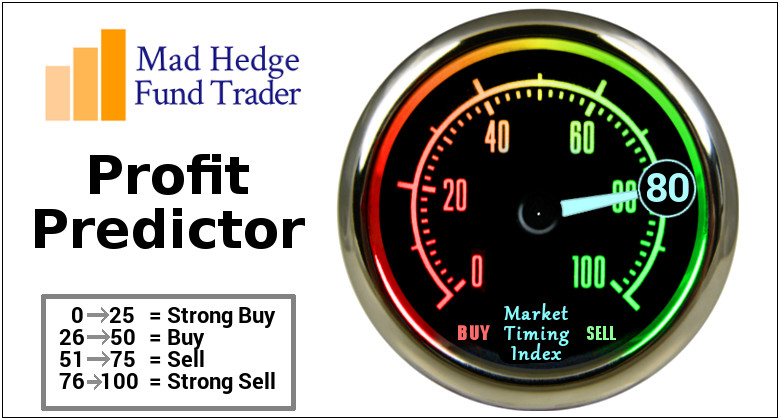 Mad Hedge
Fund Trader
Profit
Predictor
0→25 = Strong Buy
26→50 = Buy
51→75 = Sell
76→100 = Strong Sell
40
60
20
80
80
0
100
BUY
Market
Timing
Index
SELL